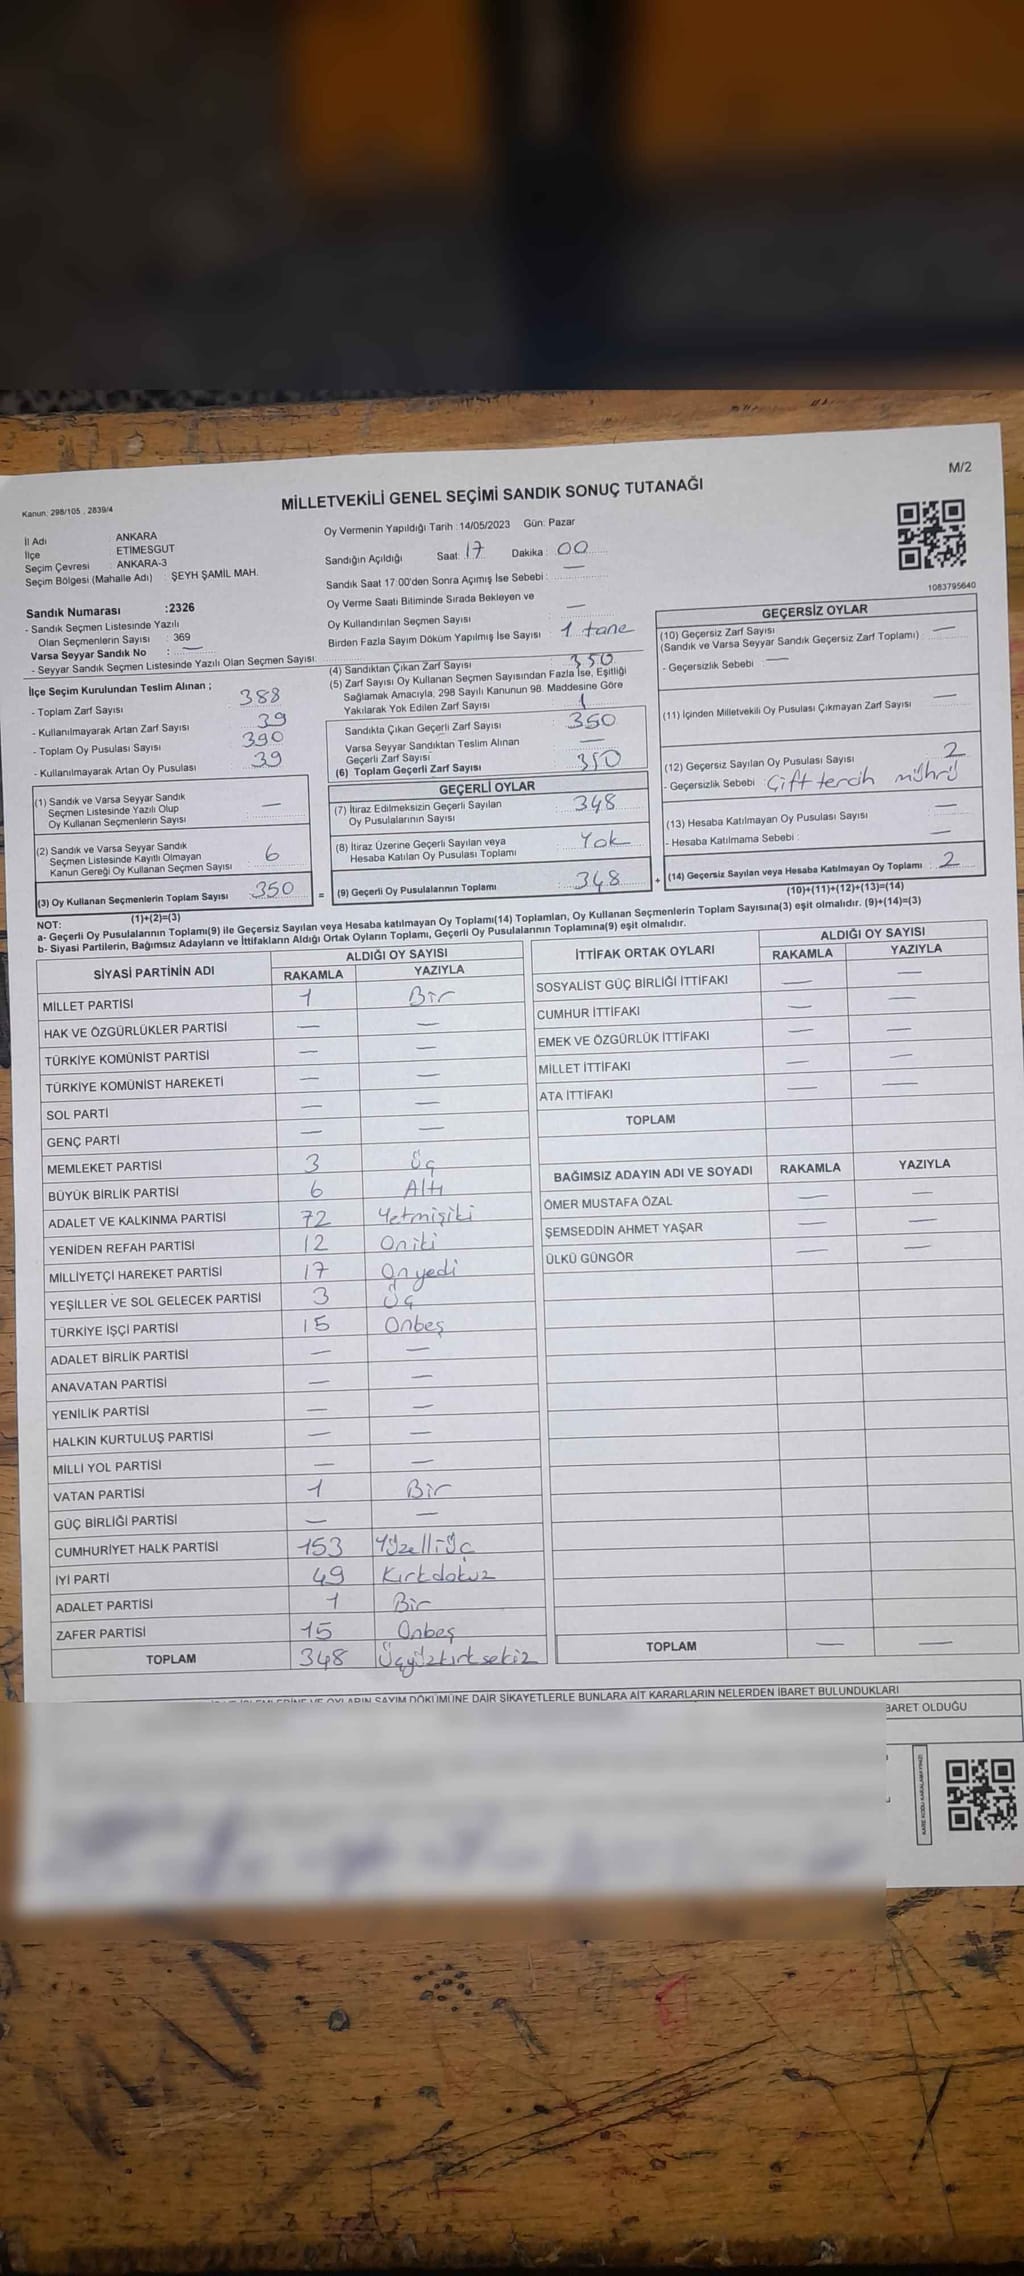 M/2
Kanun: 298/105 , 2839/4
MİLLETVEKİLİ GENEL SEÇİMİ SANDIK SONUÇ TUTANAĞI
İl Adı : ANKARA
İlçe : ETİMESGUT
Seçim Çevresi : ANKARA-3
Seçim Bölgesi (Mahalle Adı) : ŞEYH ŞAMİL MAH.
Sandık Numarası :2326
- Sandık Seçmen Listesinde Yazılı
Olan Seçmenlerin Sayısı : 369
Varsa Seyyar Sandık No : —
- Seyyar Sandık Seçmen Listesinde Yazılı Olan Seçmen Sayısı:
Oy Vermenin Yapıldığı Tarih :14/05/2023 Gün: Pazar
Sandığın Açıldığı Saat: 17 Dakika : 00
Sandık Saat 17:00'den Sonra Açımış İse Sebebi : —
Oy Verme Saati Bitiminde Sırada Bekleyen ve
Oy Kullandırılan Seçmen Sayısı : —
Birden Fazla Sayım Döküm Yapılmış İse Sayısı : 1 tane
1083795640
İlçe Seçim Kurulundan Teslim Alınan ;
- Toplam Zarf Sayısı : 388
- Kullanılmayarak Artan Zarf Sayısı : 39
- Toplam Oy Pusulası Sayısı : 390
- Kullanılmayarak Artan Oy Pusulası : 39
(1) Sandık ve Varsa Seyyar Sandık
Seçmen Listesinde Yazılı Olup
Oy Kullanan Seçmenlerin Sayısı : —
(2) Sandık ve Varsa Seyyar Sandık
Seçmen Listesinde Kayıtlı Olmayan
Kanun Gereği Oy Kullanan Seçmen Sayısı : 6
(3) Oy Kullanan Seçmenlerin Toplam Sayısı : 350
(1)+(2)=(3)
(4) Sandıktan Çıkan Zarf Sayısı : 350
(5) Zarf Sayısı Oy Kullanan Seçmen Sayısından Fazla İse, Eşitliği
Sağlamak Amacıyla, 298 Sayılı Kanunun 98. Maddesine Göre
Yakılarak Yok Edilen Zarf Sayısı : 1
Sandıkta Çıkan Geçerli Zarf Sayısı : 350
Varsa Seyyar Sandıktan Teslim Alınan
Geçerli Zarf Sayısı : —
(6) Toplam Geçerli Zarf Sayısı : 350
GEÇERLİ OYLAR
(7) İtiraz Edilmeksizin Geçerli Sayılan
Oy Pusulalarının Sayısı : 348
(8) İtiraz Üzerine Geçerli Sayılan veya
Hesaba Katılan Oy Pusulası Toplamı : Yok
= (9) Geçerli Oy Pusulalarının Toplamı : 348
GEÇERSİZ OYLAR
(10) Geçersiz Zarf Sayısı
(Sandık ve Varsa Seyyar Sandık Geçersiz Zarf Toplamı) : —
- Geçersizlik Sebebi : —
(11) İçinden Milletvekili Oy Pusulası Çıkmayan Zarf Sayısı : —
(12) Geçersiz Sayılan Oy Pusulası Sayısı : 2
- Geçersizlik Sebebi : Çift tercih mührü
(13) Hesaba Katılmayan Oy Pusulası Sayısı : —
- Hesaba Katılmama Sebebi : —
+ (14) Geçersiz Sayılan veya Hesaba Katılmayan Oy Toplamı : 2
(10)+(11)+(12)+(13)=(14)
NOT:
a- Geçerli Oy Pusulalarının Toplamı(9) ile Geçersiz Sayılan veya Hesaba katılmayan Oy Toplamı(14) Toplamları, Oy Kullanan Seçmenlerin Toplam Sayısına(3) eşit olmalıdır. (9)+(14)=(3)
b- Siyasi Partilerin, Bağımsız Adayların ve İttifakların Aldığı Ortak Oyların Toplamı, Geçerli Oy Pusulalarının Toplamına(9) eşit olmalıdır.
SİYASİ PARTİNİN ADI ALDIĞI OY SAYISI
RAKAMLA YAZIYLA
MİLLET PARTİSİ 1 Bir
HAK VE ÖZGÜRLÜKLER PARTİSİ — —
TÜRKİYE KOMÜNİST PARTİSİ — —
TÜRKİYE KOMÜNİST HAREKETİ — —
SOL PARTİ — —
GENÇ PARTİ — —
MEMLEKET PARTİSİ 3 Üç
BÜYÜK BİRLİK PARTİSİ 6 Altı
ADALET VE KALKINMA PARTİSİ 72 Yetmişiki
YENİDEN REFAH PARTİSİ 12 Oniki
MİLLİYETÇİ HAREKET PARTİSİ 17 Onyedi
YEŞİLLER VE SOL GELECEK PARTİSİ 3 Üç
TÜRKİYE İŞÇİ PARTİSİ 15 Onbeş
ADALET BİRLİK PARTİSİ — —
ANAVATAN PARTİSİ — —
YENİLİK PARTİSİ — —
HALKIN KURTULUŞ PARTİSİ — —
MİLLİ YOL PARTİSİ — —
VATAN PARTİSİ 1 Bir
GÜÇ BİRLİĞİ PARTİSİ — —
CUMHURİYET HALK PARTİSİ 153 Yüzelliüç
İYİ PARTİ 49 Kırkdokuz
ADALET PARTİSİ 1 Bir
ZAFER PARTİSİ 15 Onbeş
TOPLAM 348 Üçyüzkırksekiz
İTTİFAK ORTAK OYLARI ALDIĞI OY SAYISI
RAKAMLA YAZIYLA
SOSYALİST GÜÇ BİRLİĞİ İTTİFAKI — —
CUMHUR İTTİFAKI — —
EMEK VE ÖZGÜRLÜK İTTİFAKI — —
MİLLET İTTİFAKI — —
ATA İTTİFAKI — —
TOPLAM
BAĞIMSIZ ADAYIN ADI VE SOYADI RAKAMLA YAZIYLA
ÖMER MUSTAFA ÖZAL — —
ŞEMSEDDİN AHMET YAŞAR — —
ÜLKÜ GÜNGÖR — —
TOPLAM — —
VE OYLARIN SAYIM DÖKÜMÜNE DAİR ŞİKAYETLERLE BUNLARA AİT KARARLARIN NELERDEN İBARET BULUNDUKLARI
BARET OLDUĞU
KARE KODU KARALAMAYINIZ!